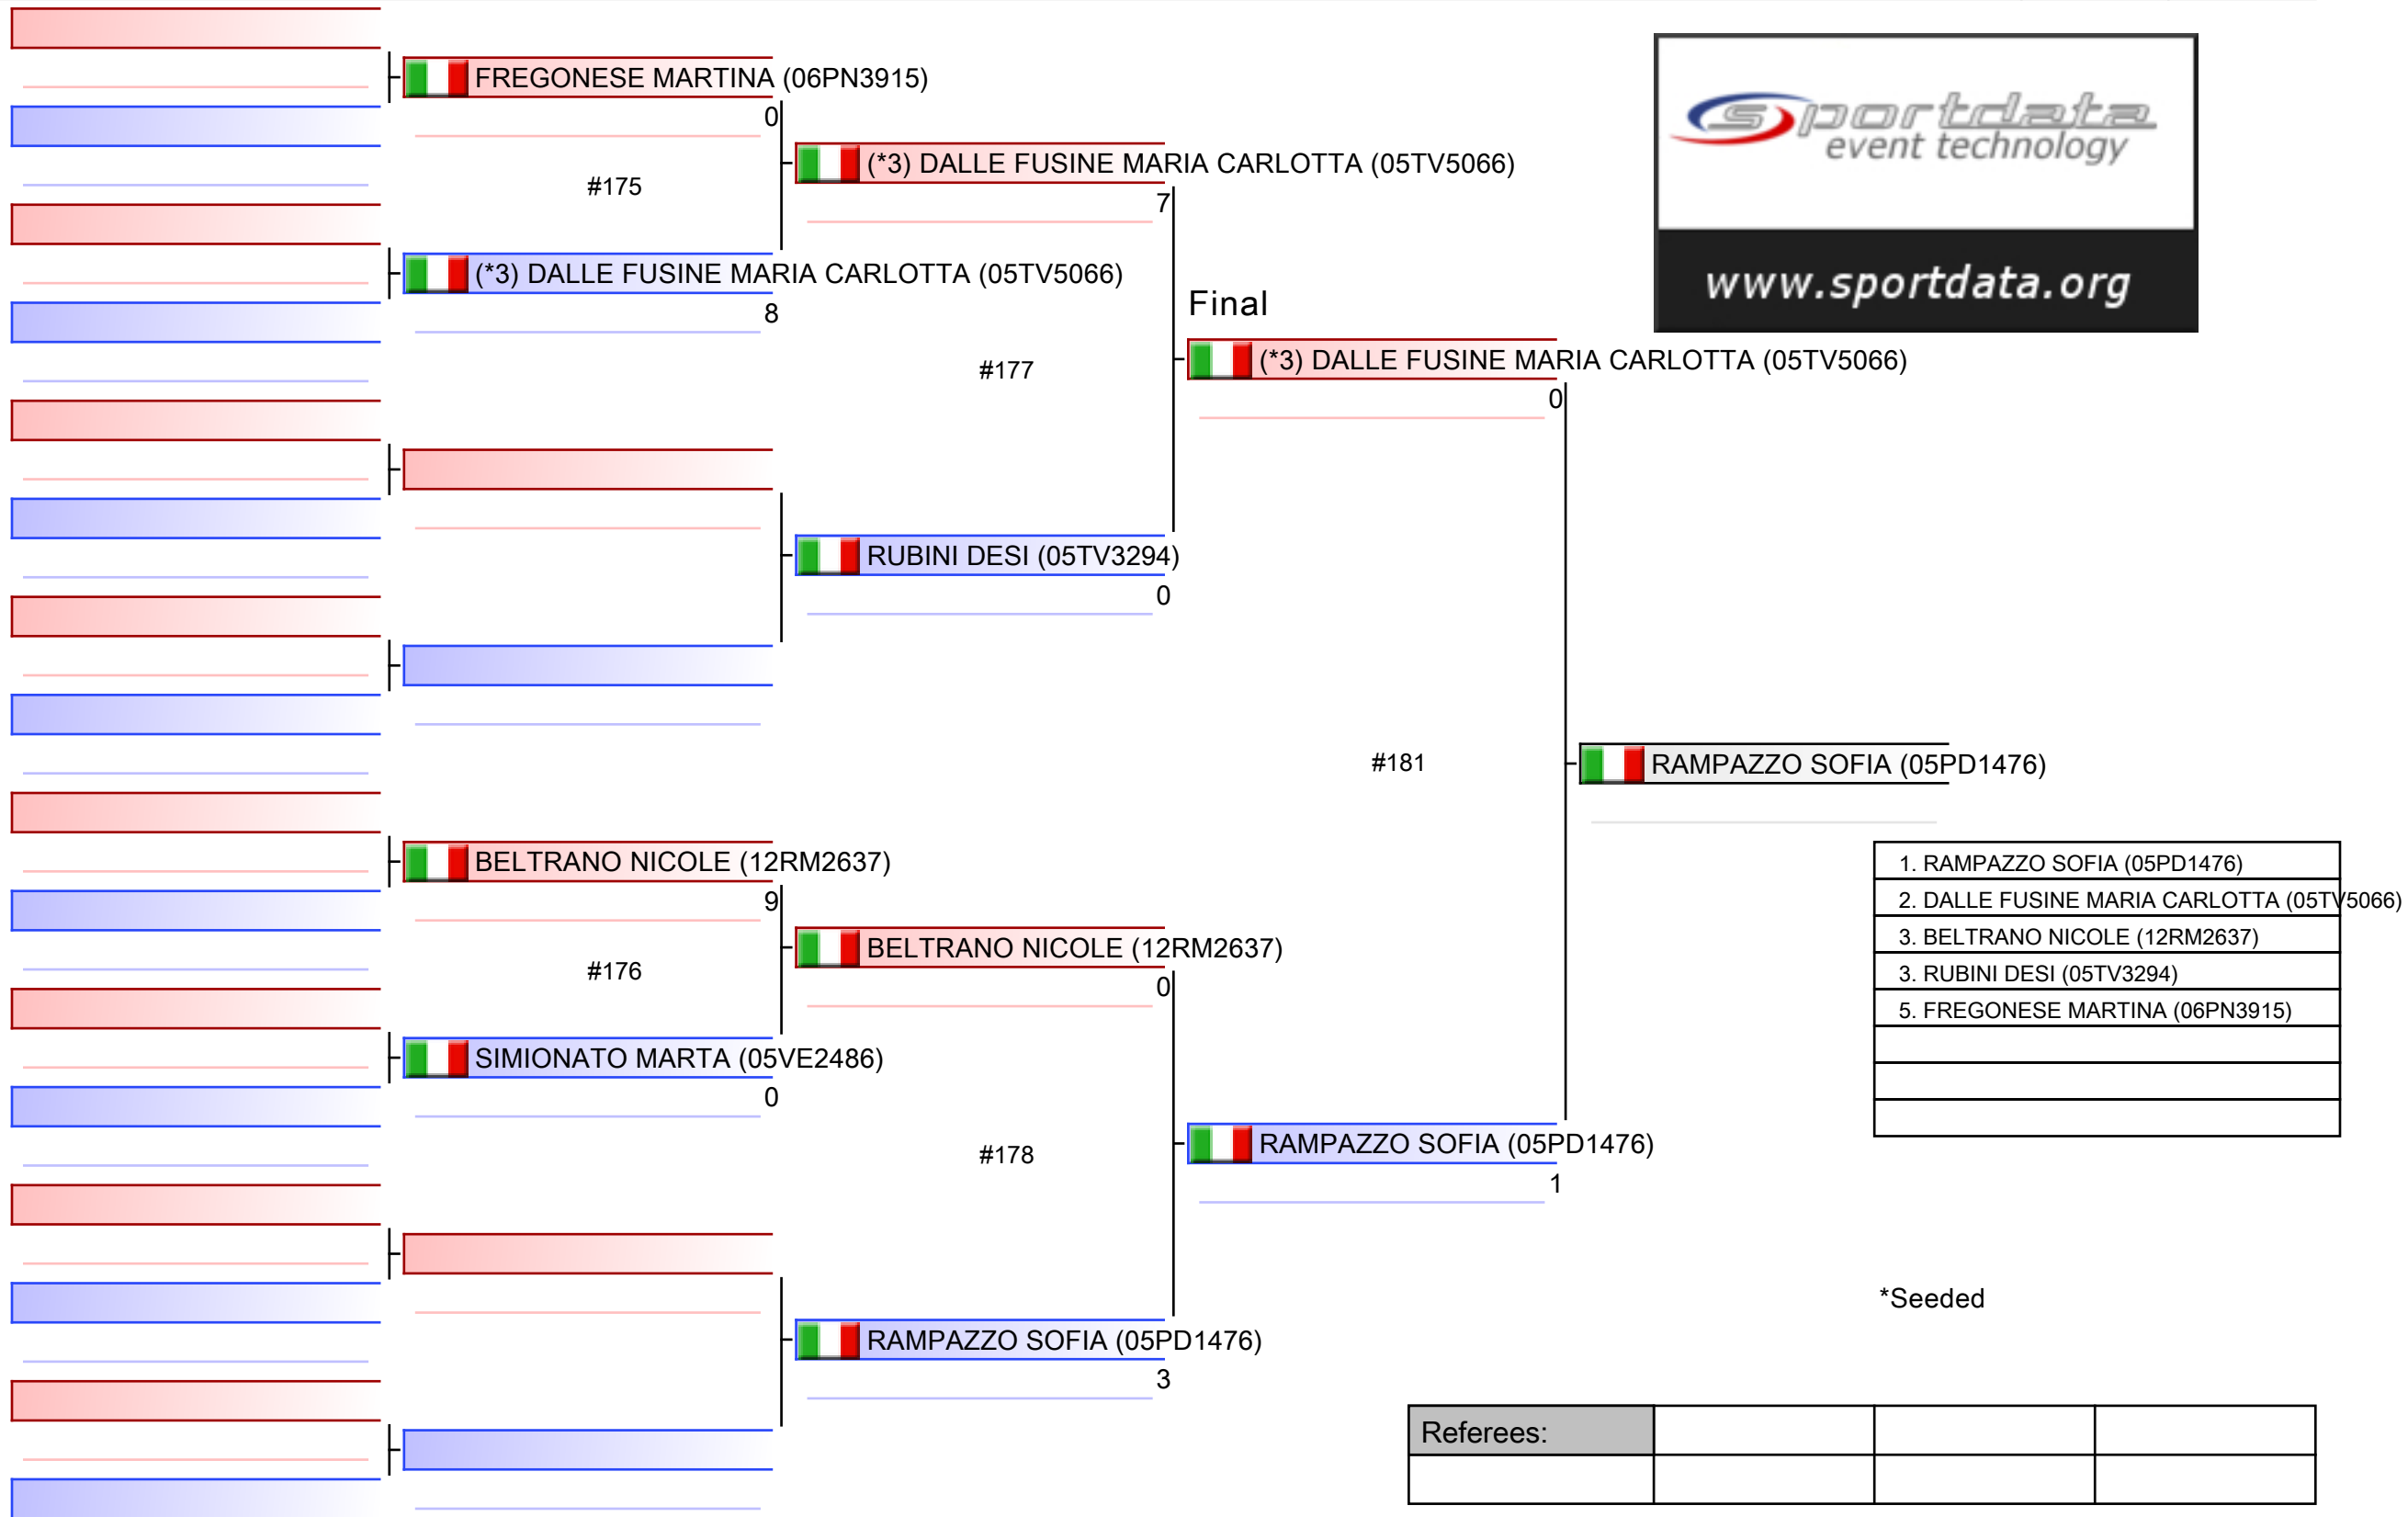 FREGONESE MARTINA (06PN3915)
0
#175
(*3) DALLE FUSINE MARIA CARLOTTA (05TV5066)
8
(*3) DALLE FUSINE MARIA CARLOTTA (05TV5066)
7
#177
RUBINI DESI (05TV3294)
0
Final
(*3) DALLE FUSINE MARIA CARLOTTA (05TV5066)
0
#181
RAMPAZZO SOFIA (05PD1476)
BELTRANO NICOLE (12RM2637)
9
#176
SIMIONATO MARTA (05VE2486)
0
BELTRANO NICOLE (12RM2637)
0
#178
RAMPAZZO SOFIA (05PD1476)
3
RAMPAZZO SOFIA (05PD1476)
1
sportdata
event technology
www.sportdata.org
1. RAMPAZZO SOFIA (05PD1476)
2. DALLE FUSINE MARIA CARLOTTA (05TV5066)
3. BELTRANO NICOLE (12RM2637)
3. RUBINI DESI (05TV3294)
5. FREGONESE MARTINA (06PN3915)
*Seeded
Referees: